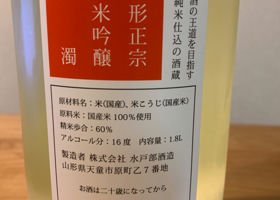 酒の王道を目指す
純米仕込の酒蔵
形正宗
米吟醸
濁
原材料名：米(国産)、米こうじ(国産米)
原料米：国産米100%使用
精米歩合：60%
アルコール分：16度 内容量：1.8L
製造者 株式会社 水戸部酒造
山形県天童市原町乙7番地
お酒は二十歳になってから